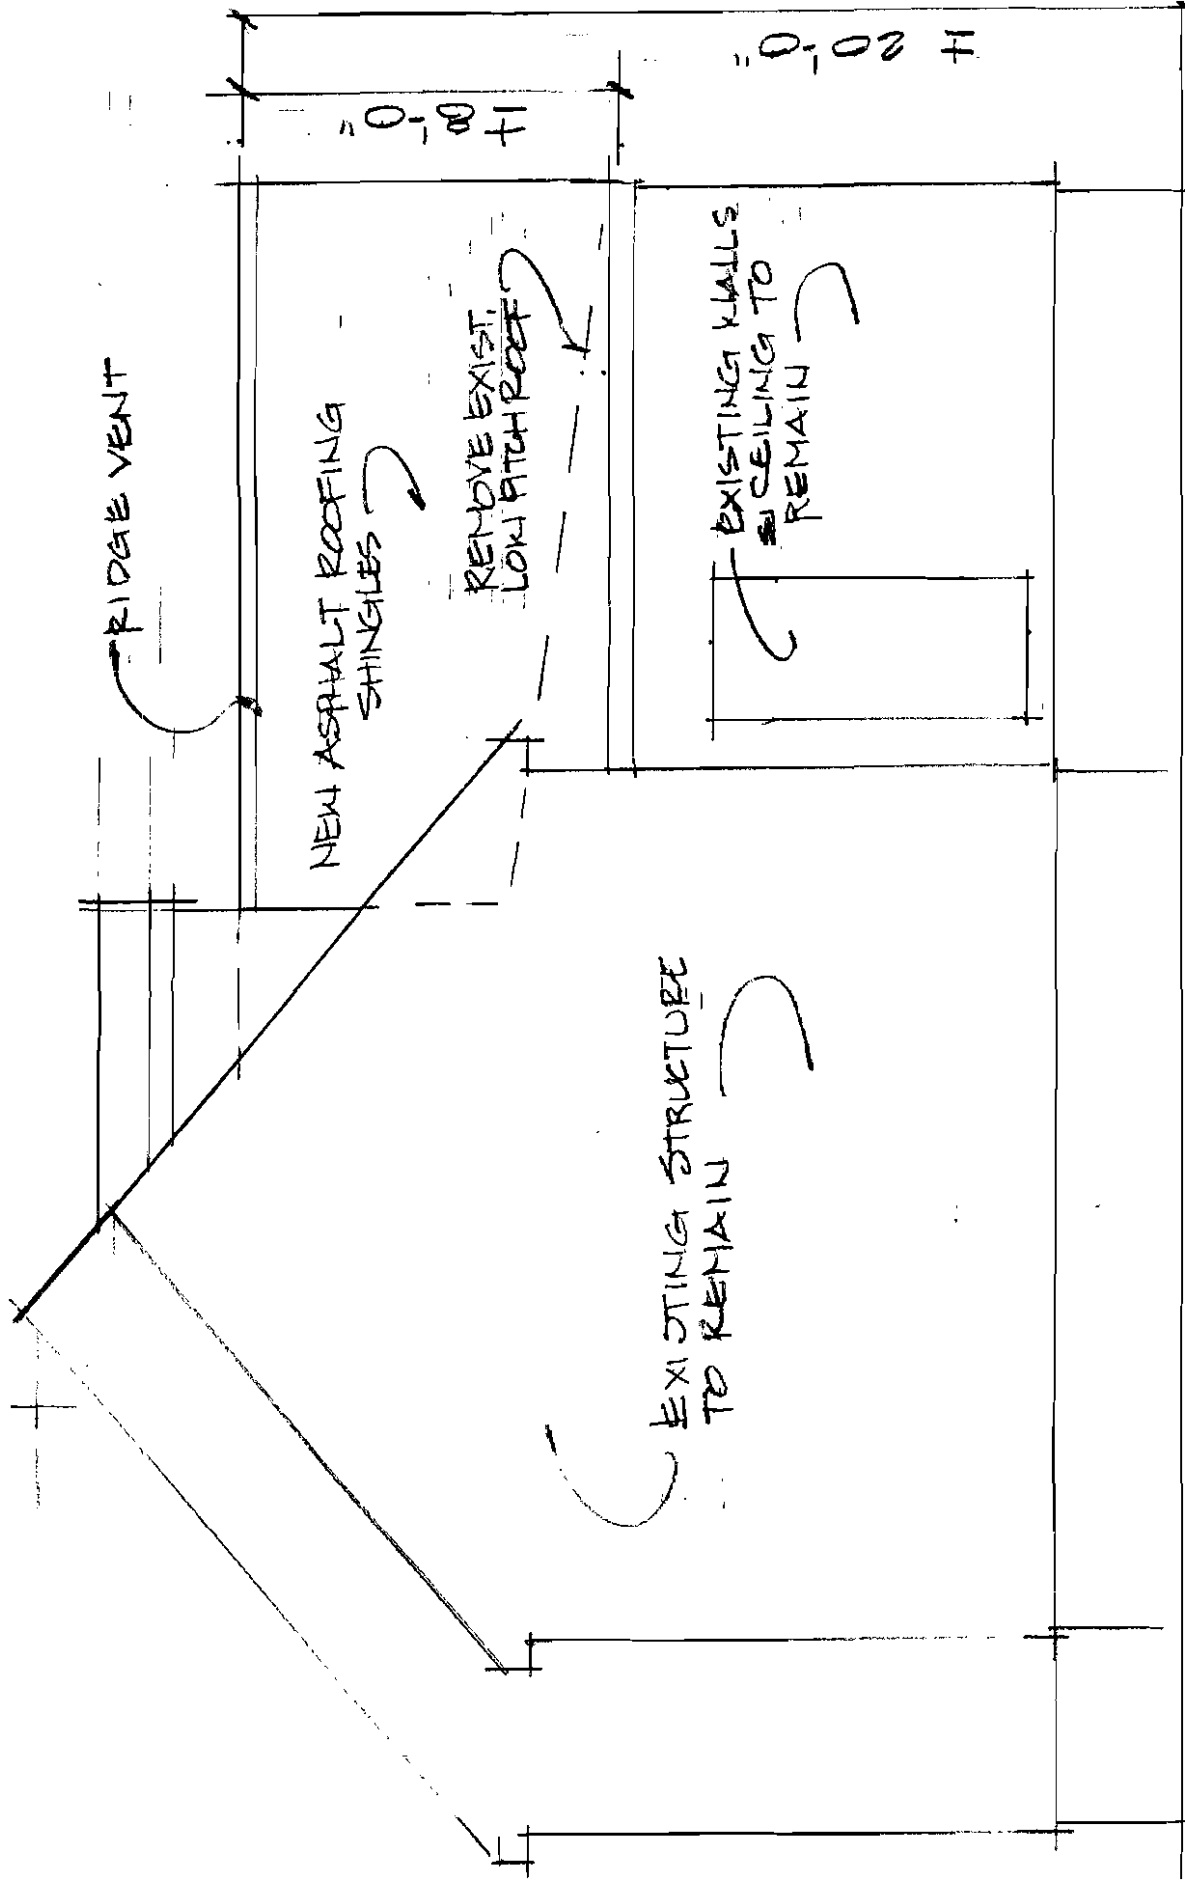 RIDGE VENT
± 20'-0"
± 8'-0"
NEW ASPHALT ROOFING
SHINGLES
REMOVE EXIST.
LOW PITCH ROOF
EXISTING WALLS
& CEILING TO
REMAIN
EXISTING STRUCTURE
TO REMAIN